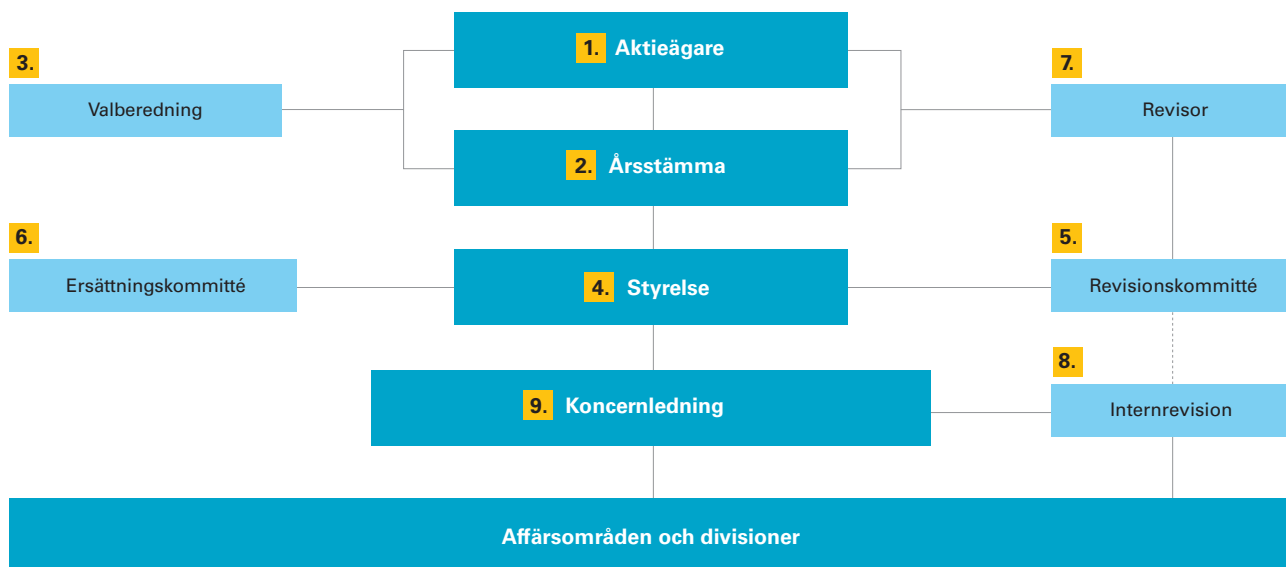 1. Aktieägare
3.
Valberedning
7.
Revisor
2. Årsstämma
6.
Ersättningskommitté
4. Styrelse
5.
Revisionskommitté
9. Koncernledning
8.
Internrevision
Affärsområden och divisioner